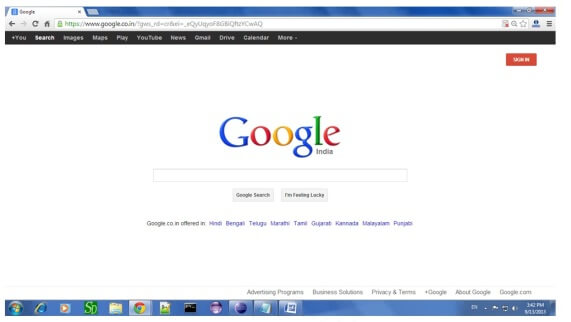 Google
https://www.google.co.in/?gws_rd=cr&ei=
+You Search Images Maps Play YouTube News Gmail Drive Calendar More
SIGN IN
Google
India
Google Search I'm Feeling Lucky
Google.co.in offered in: Hindi Bengali Telugu Marathi Tamil Gujarati Kannada Malayalam Punjabi
Advertising Programs Business Solutions Privacy & Terms +Google About Google Google.com
EN 3:42 PM
9/13/2013